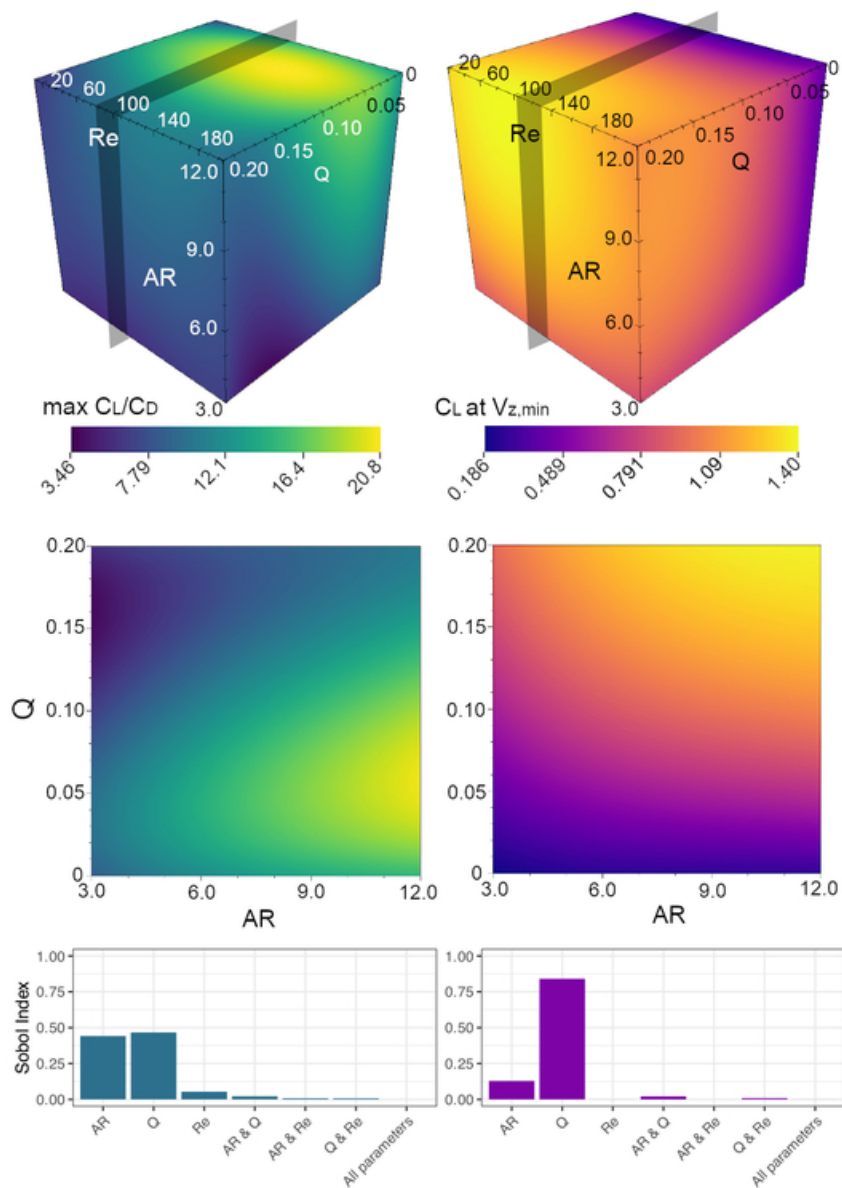 20
60
100
140
180
Re
12.0
0.20
0.15
0.10
0.05
0
Q
9.0
AR
6.0
3.0
20
60
100
140
180
Re
12.0
0.20
0.15
0.10
0.05
0
Q
9.0
AR
6.0
3.0
max CL/CD
3.46 7.79 12.1 16.4 20.8
CL at Vz,min
0.186 0.489 0.791 1.09 1.40
0.20
0.15
0.10
0.05
0
Q
3.0 6.0 9.0 12.0
AR
0.20
0.15
0.10
0.05
0
3.0 6.0 9.0 12.0
AR
Sobol Index
1.00
0.75
0.50
0.25
0.00
AR Q Re AR & Q AR & Re Q & Re All parameters
1.00
0.75
0.50
0.25
0.00
AR Q Re AR & Q AR & Re Q & Re All parameters